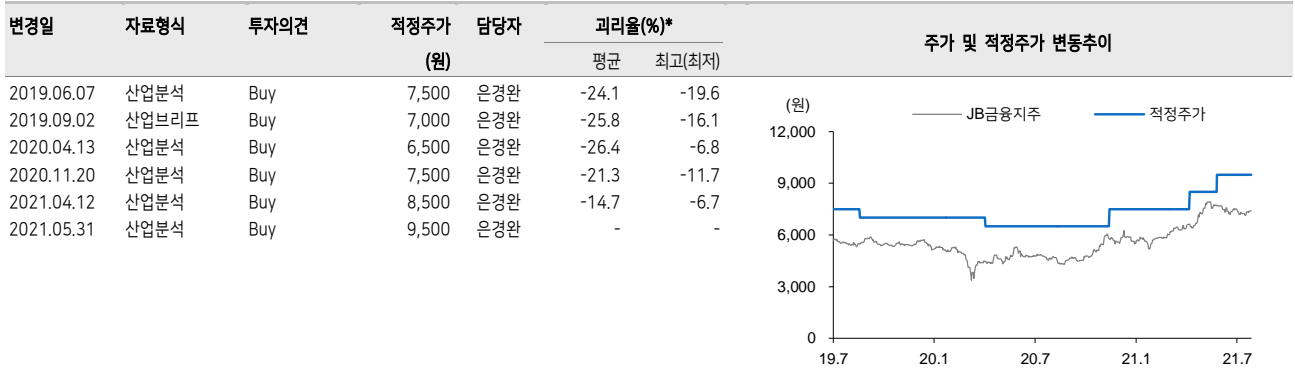 변경일 자료형식 투자의견 적정주가 담당자 괴리율(%)*
(원) 평균 최고(최저)
2019.06.07 산업분석 Buy 7,500 은경완 -24.1 -19.6
2019.09.02 산업브리프 Buy 7,000 은경완 -25.8 -16.1
2020.04.13 산업분석 Buy 6,500 은경완 -26.4 -6.8
2020.11.20 산업분석 Buy 7,500 은경완 -21.3 -11.7
2021.04.12 산업분석 Buy 8,500 은경완 -14.7 -6.7
2021.05.31 산업분석 Buy 9,500 은경완 - -
주가 및 적정주가 변동추이
(원)
JB금융지주 적정주가
12,000
9,000
6,000
3,000
0
19.7 20.1 20.7 21.1 21.7